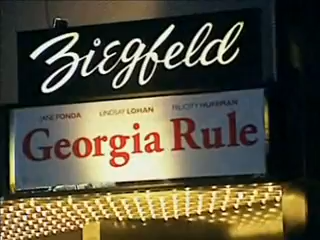 Ziegfeld
JANE FONDA LINDSAY LOHAN FELICITY HUFFMAN
Georgia Rule